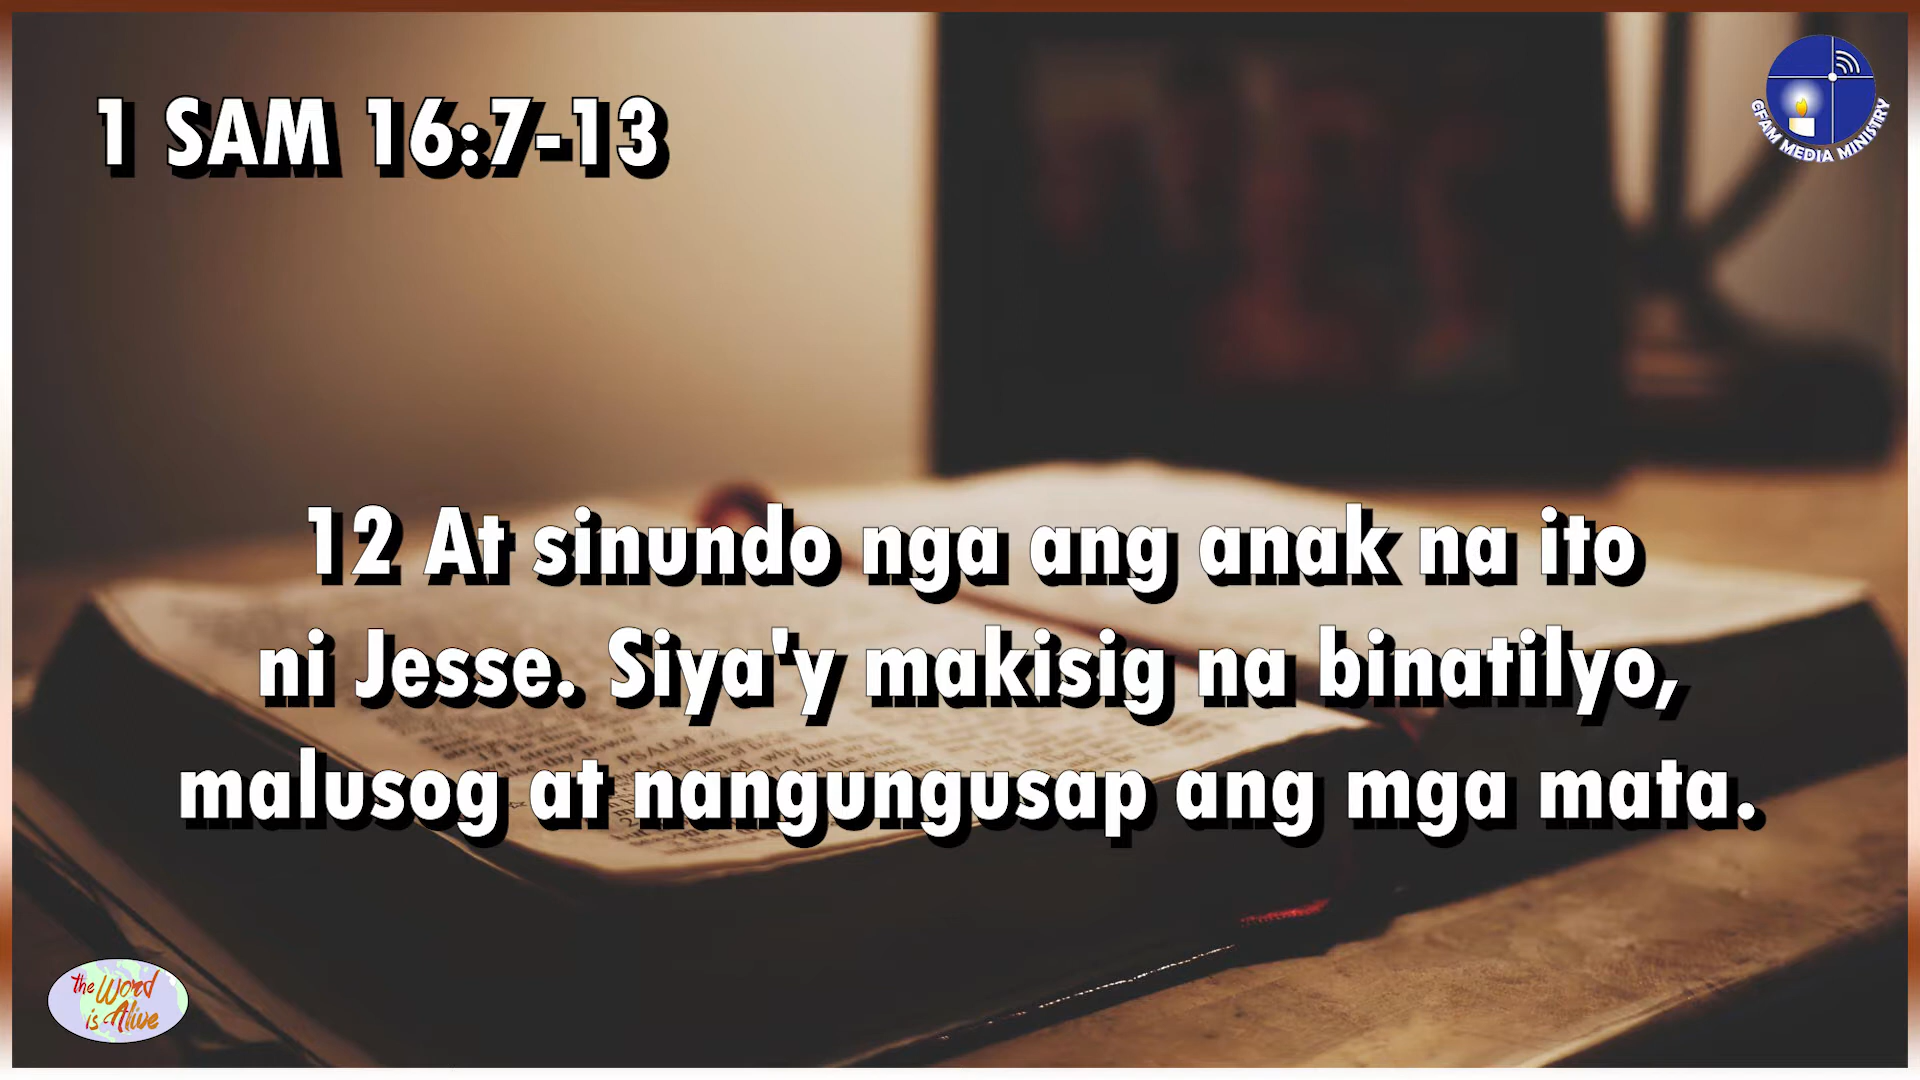 1 SAM 16:7-13
GFAM MEDIA MINISTRY
12 At sinundo nga ang anak na ito
ni Jesse. Siya'y makisig na binatilyo,
malusog at nangungusap ang mga mata.
PSALM
the Word
is Alive